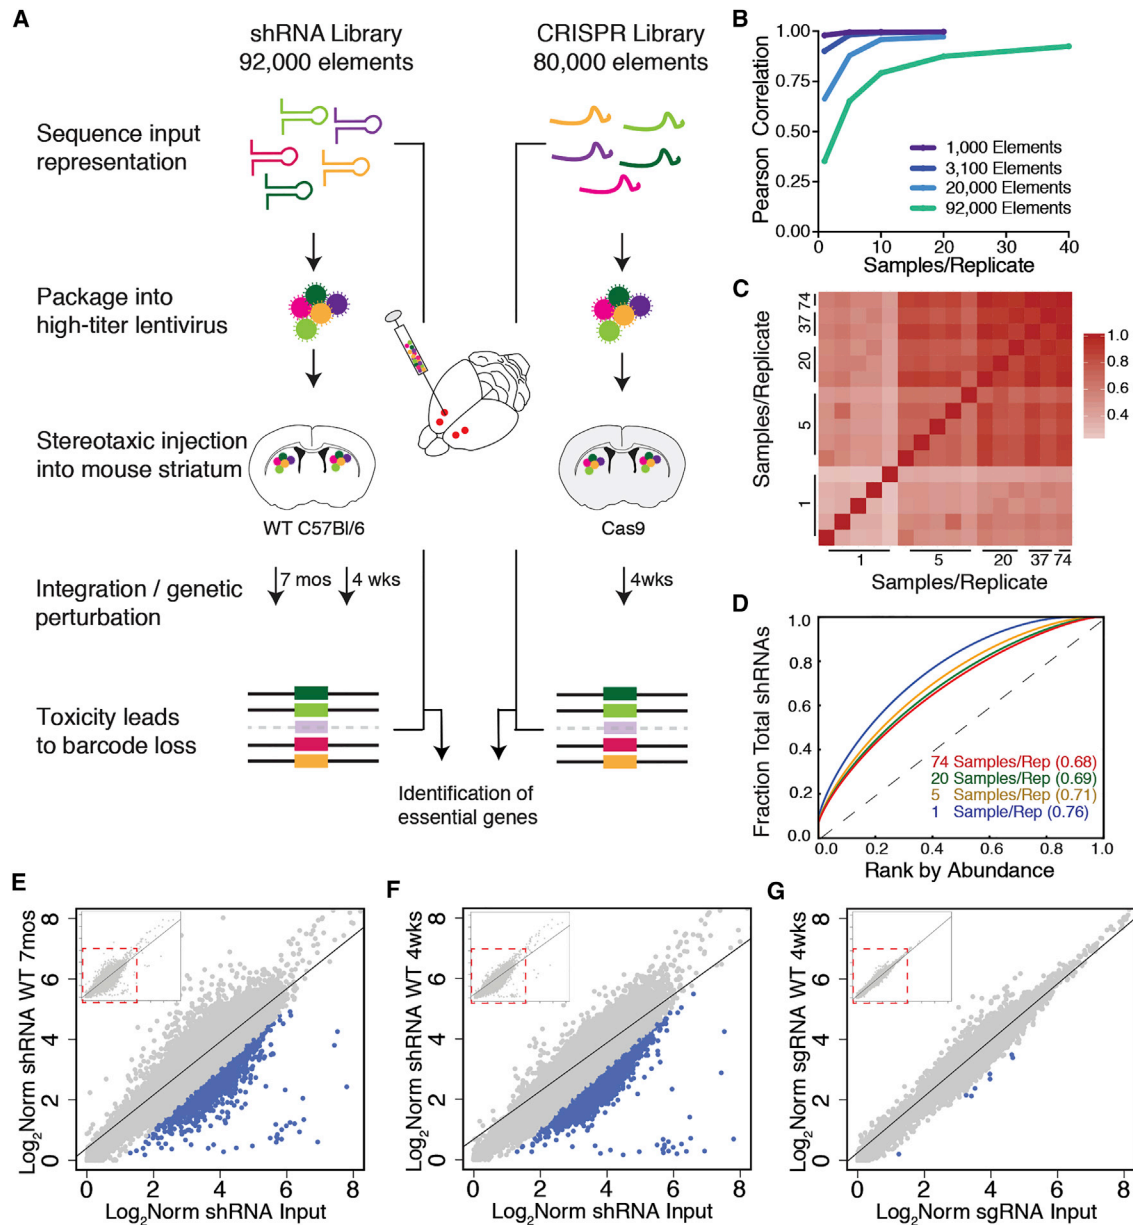 A
shRNA Library
92,000 elements
CRISPR Library
80,000 elements
Sequence input
representation
Package into
high-titer lentivirus
Stereotaxic injection
into mouse striatum
WT C57Bl/6
Cas9
Integration / genetic
perturbation
7 mos
4 wks
4wks
Toxicity leads
to barcode loss
Identification of
essential genes
B
Pearson Correlation
1.00
0.75
0.50
0.25
0.00
1,000 Elements
3,100 Elements
20,000 Elements
92,000 Elements
0 10 20 30 40
Samples/Replicate
C
Samples/Replicate
74
37
20
5
1
1.0
0.8
0.6
0.4
1 5 20 37 74
Samples/Replicate
D
Fraction Total shRNAs
1.0
0.8
0.6
0.4
0.2
0.0
74 Samples/Rep (0.68)
20 Samples/Rep (0.69)
5 Samples/Rep (0.71)
1 Sample/Rep (0.76)
0.0 0.2 0.4 0.6 0.8 1.0
Rank by Abundance
E
Log2Norm shRNA WT 7mos
8
6
4
2
0
0 2 4 6 8
Log2Norm shRNA Input
F
Log2Norm shRNA WT 4wks
8
6
4
2
0
0 2 4 6 8
Log2Norm shRNA Input
G
Log2Norm sgRNA WT 4wks
8
6
4
2
0
0 2 4 6 8
Log2Norm sgRNA Input